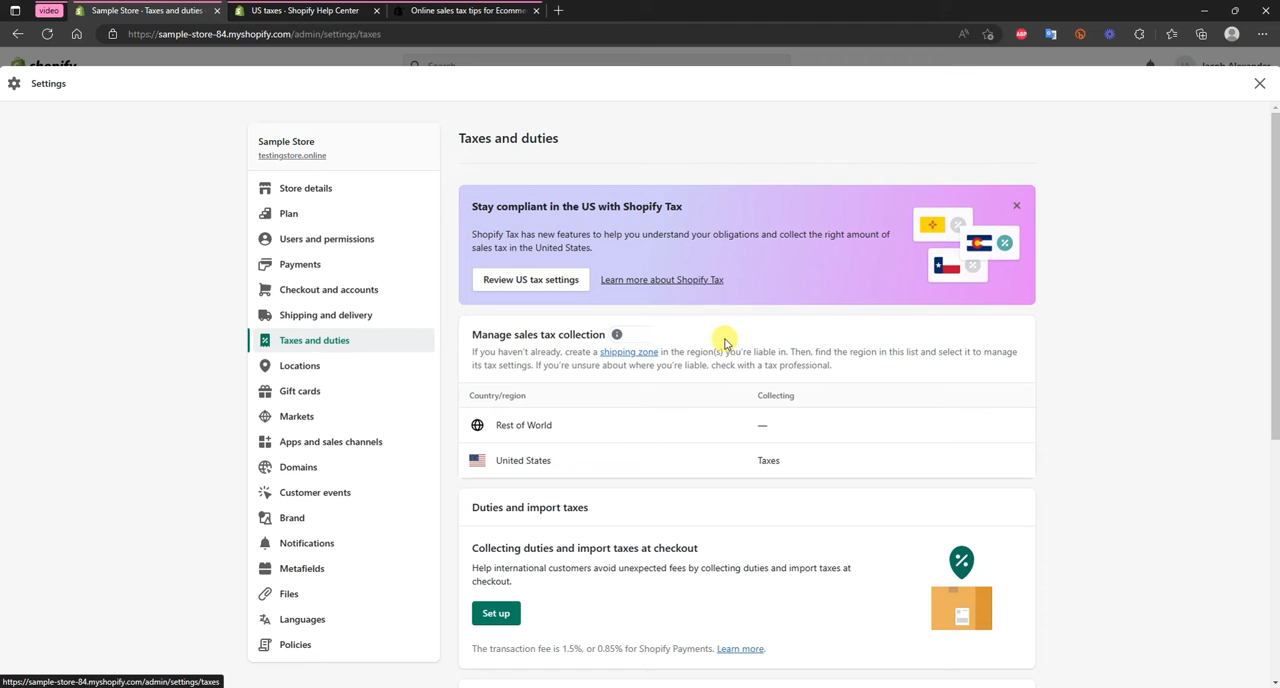 video
Sample Store · Taxes and duties ·
US taxes · Shopify Help Center
Online sales tax tips for Ecomme
https://sample-store-84.myshopify.com/admin/settings/taxes
shopify
Search
Jacob Alexander
Settings
Sample Store
testingstore.online
Store details
Plan
Users and permissions
Payments
Checkout and accounts
Shipping and delivery
Taxes and duties
Locations
Gift cards
Markets
Apps and sales channels
Domains
Customer events
Brand
Notifications
Metafields
Files
Languages
Policies
Taxes and duties
Stay compliant in the US with Shopify Tax
Shopify Tax has new features to help you understand your obligations and collect the right amount of
sales tax in the United States.
Review US tax settings
Learn more about Shopify Tax
Manage sales tax collection
If you haven't already, create a shipping zone in the region(s) you're liable in. Then, find the region in this list and select it to manage
its tax settings. If you're unsure about where you're liable, check with a tax professional.
Country/region Collecting
Rest of World —
United States Taxes
Duties and import taxes
Collecting duties and import taxes at checkout
Help international customers avoid unexpected fees by collecting duties and import taxes at
checkout.
Set up
The transaction fee is 1.5%, or 0.85% for Shopify Payments. Learn more.
https://sample-store-84.myshopify.com/admin/settings/taxes